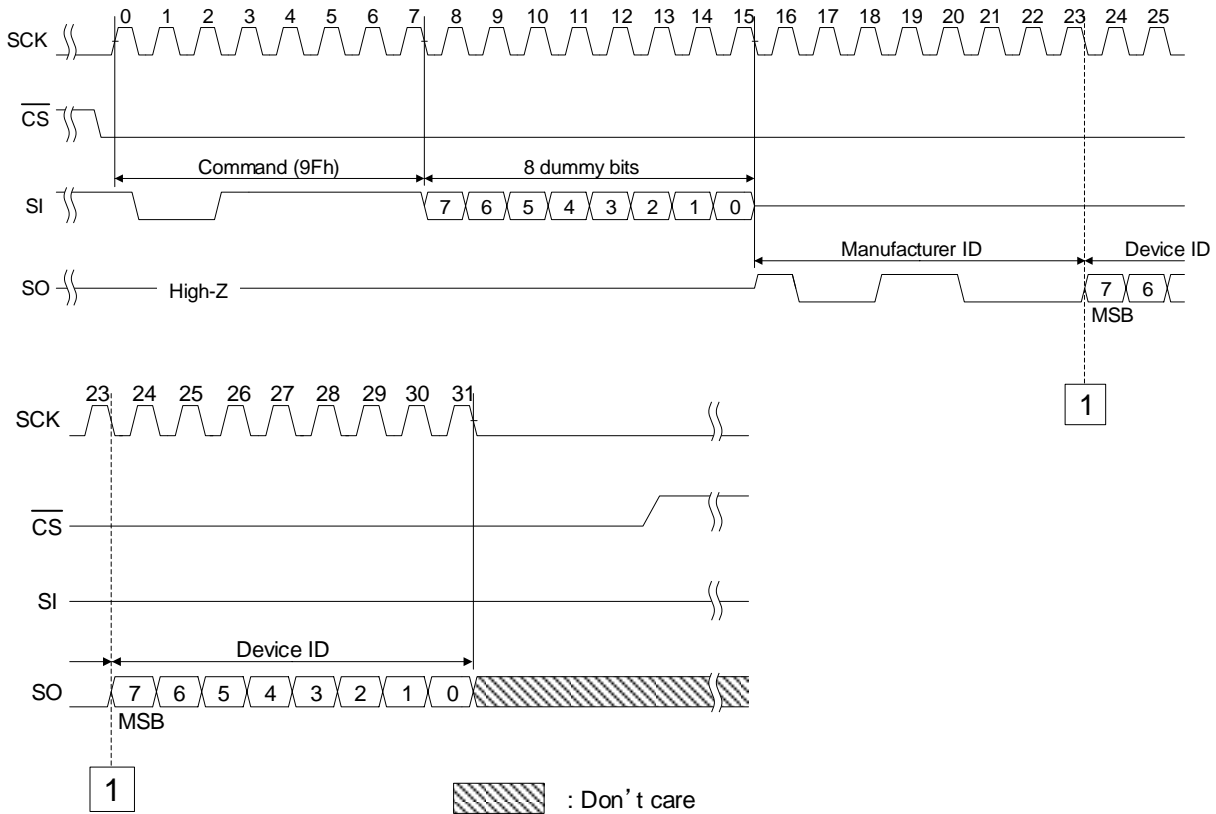 0 1 2 3 4 5 6 7 8 9 10 11 12 13 14 15 16 17 18 19 20 21 22 23 24 25
SCK
CS
Command (9Fh) 8 dummy bits
SI 7 6 5 4 3 2 1 0
Manufacturer ID Device ID
SO High-Z 7 6
MSB
1
23 24 25 26 27 28 29 30 31
SCK
CS
SI
Device ID
SO 7 6 5 4 3 2 1 0
MSB
1
: Don't care